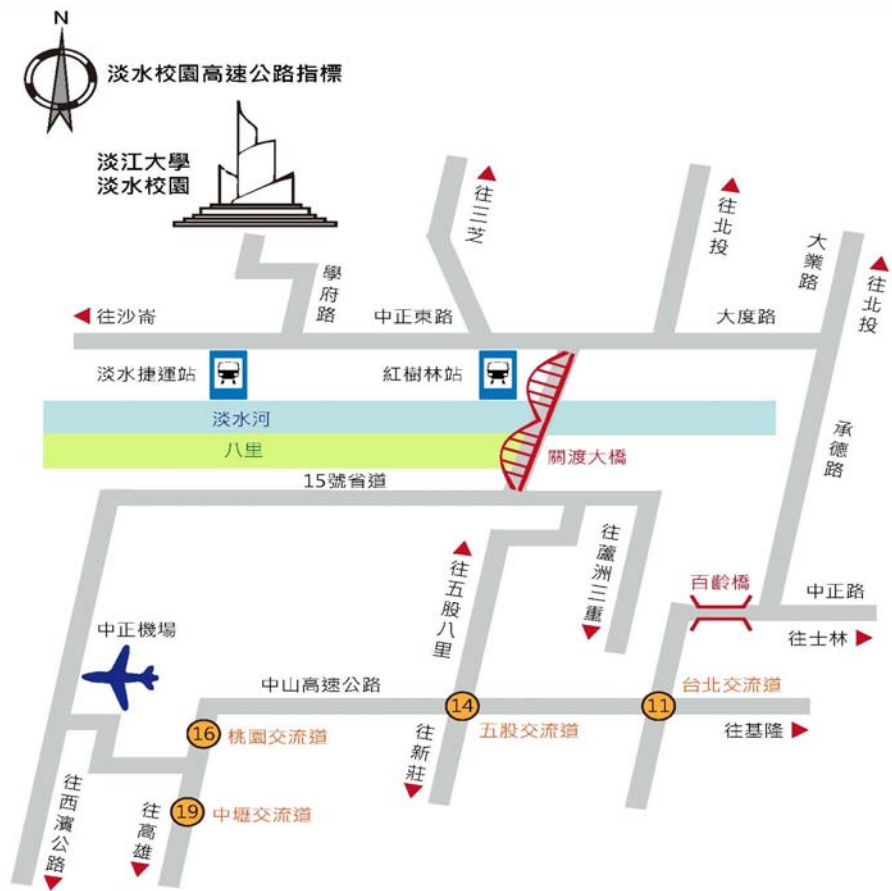 N
淡水校園高速公路指標
淡江大學
淡水校園
往三芝
往北投
大業路
往北投
學府路
往沙崙
中正東路
大度路
淡水捷運站
紅樹林站
淡水河
八里
關渡大橋
承德路
15號省道
往五股八里
往蘆洲三重
百齡橋
中正路
往士林
中正機場
中山高速公路
台北交流道
14
11
16
桃園交流道
五股交流道
往基隆
往新莊
19
中壢交流道
往西濱公路
往高雄